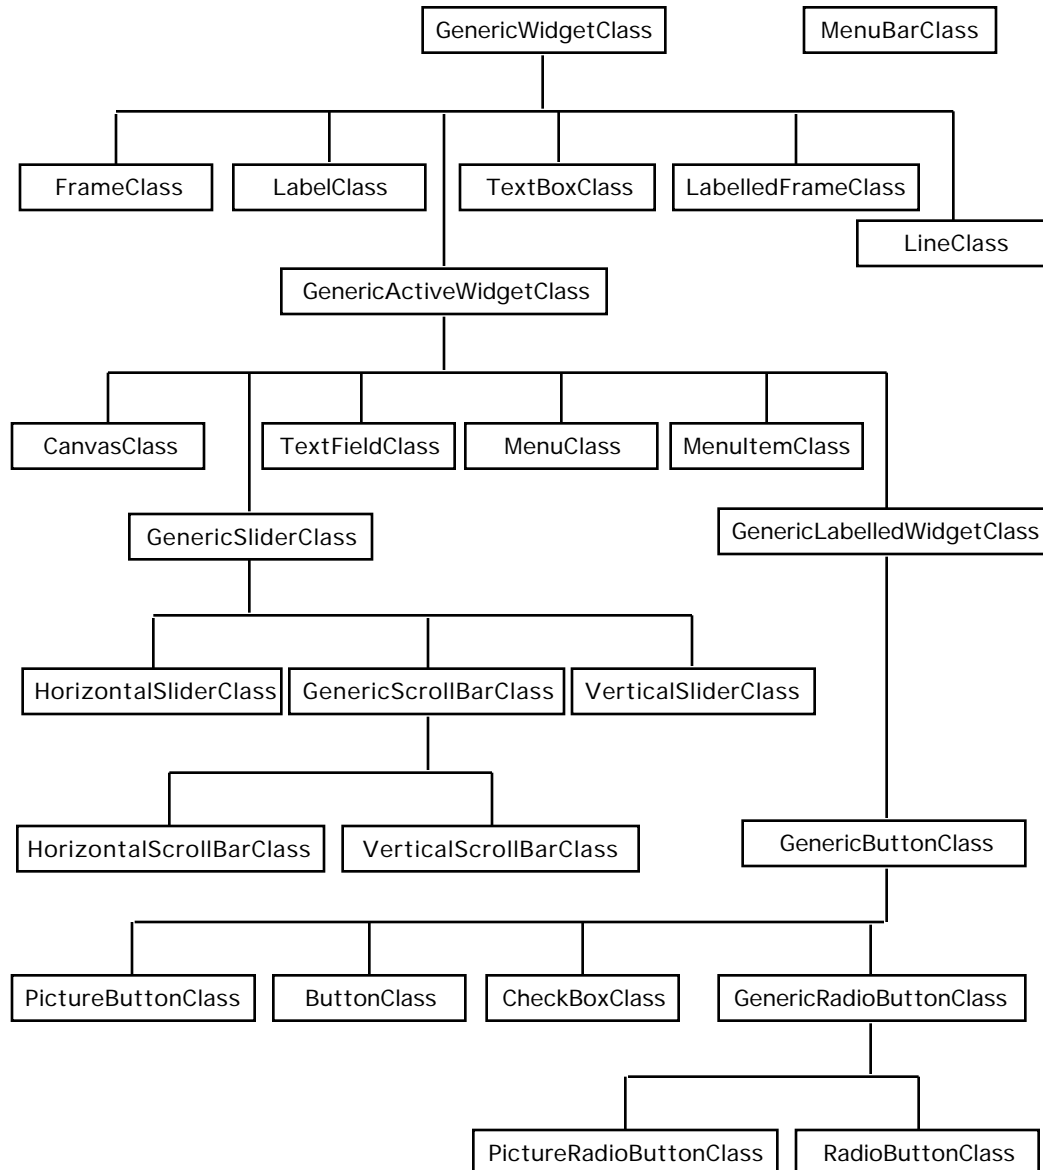 GenericWidgetClass
MenuBarClass
FrameClass
LabelClass
TextBoxClass
LabelledFrameClass
LineClass
GenericActiveWidgetClass
CanvasClass
TextFieldClass
MenuClass
MenuItemClass
GenericSliderClass
GenericLabelledWidgetClass
HorizontalSliderClass
GenericScrollBarClass
VerticalSliderClass
HorizontalScrollBarClass
VerticalScrollBarClass
GenericButtonClass
PictureButtonClass
ButtonClass
CheckBoxClass
GenericRadioButtonClass
PictureRadioButtonClass
RadioButtonClass